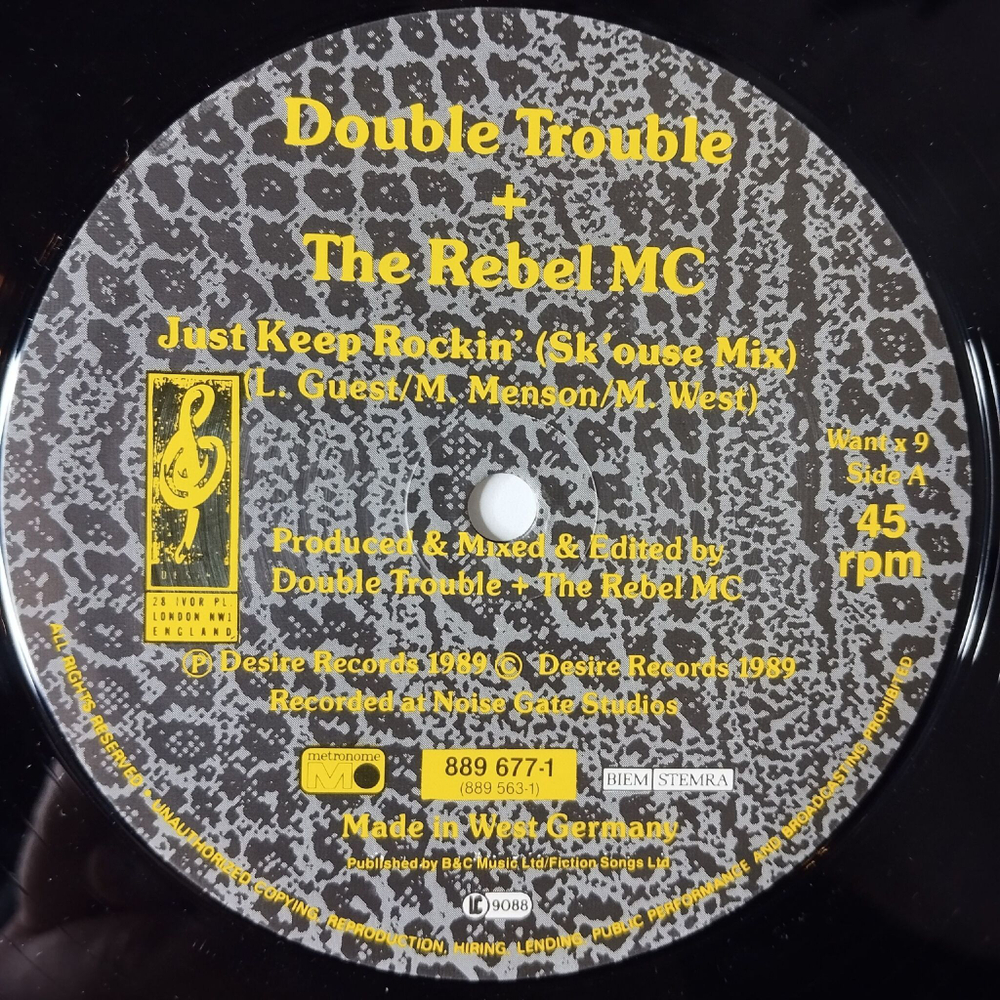 Double Trouble
+
The Rebel MC
Just Keep Rockin' (Sk'ouse Mix)
(L. Guest/M. Menson/M. West)
Want x 9
Side A
45
rpm
Produced & Mixed & Edited by
Double Trouble + The Rebel MC
28 IVOR PL.
LONDON NW1
ENGLAND
Ⓟ Desire Records 1989 © Desire Records 1989
Recorded at Noise Gate Studios
metronome
889 677-1
(889 563-1)
BIEM STEMRA
Made in West Germany
Published by B&C Music Ltd/Fiction Songs Ltd
LC 9088
ALL RIGHTS RESERVED • UNAUTHORIZED COPYING, REPRODUCTION, HIRING, LENDING, PUBLIC PERFORMANCE AND BROADCASTING PROHIBITED